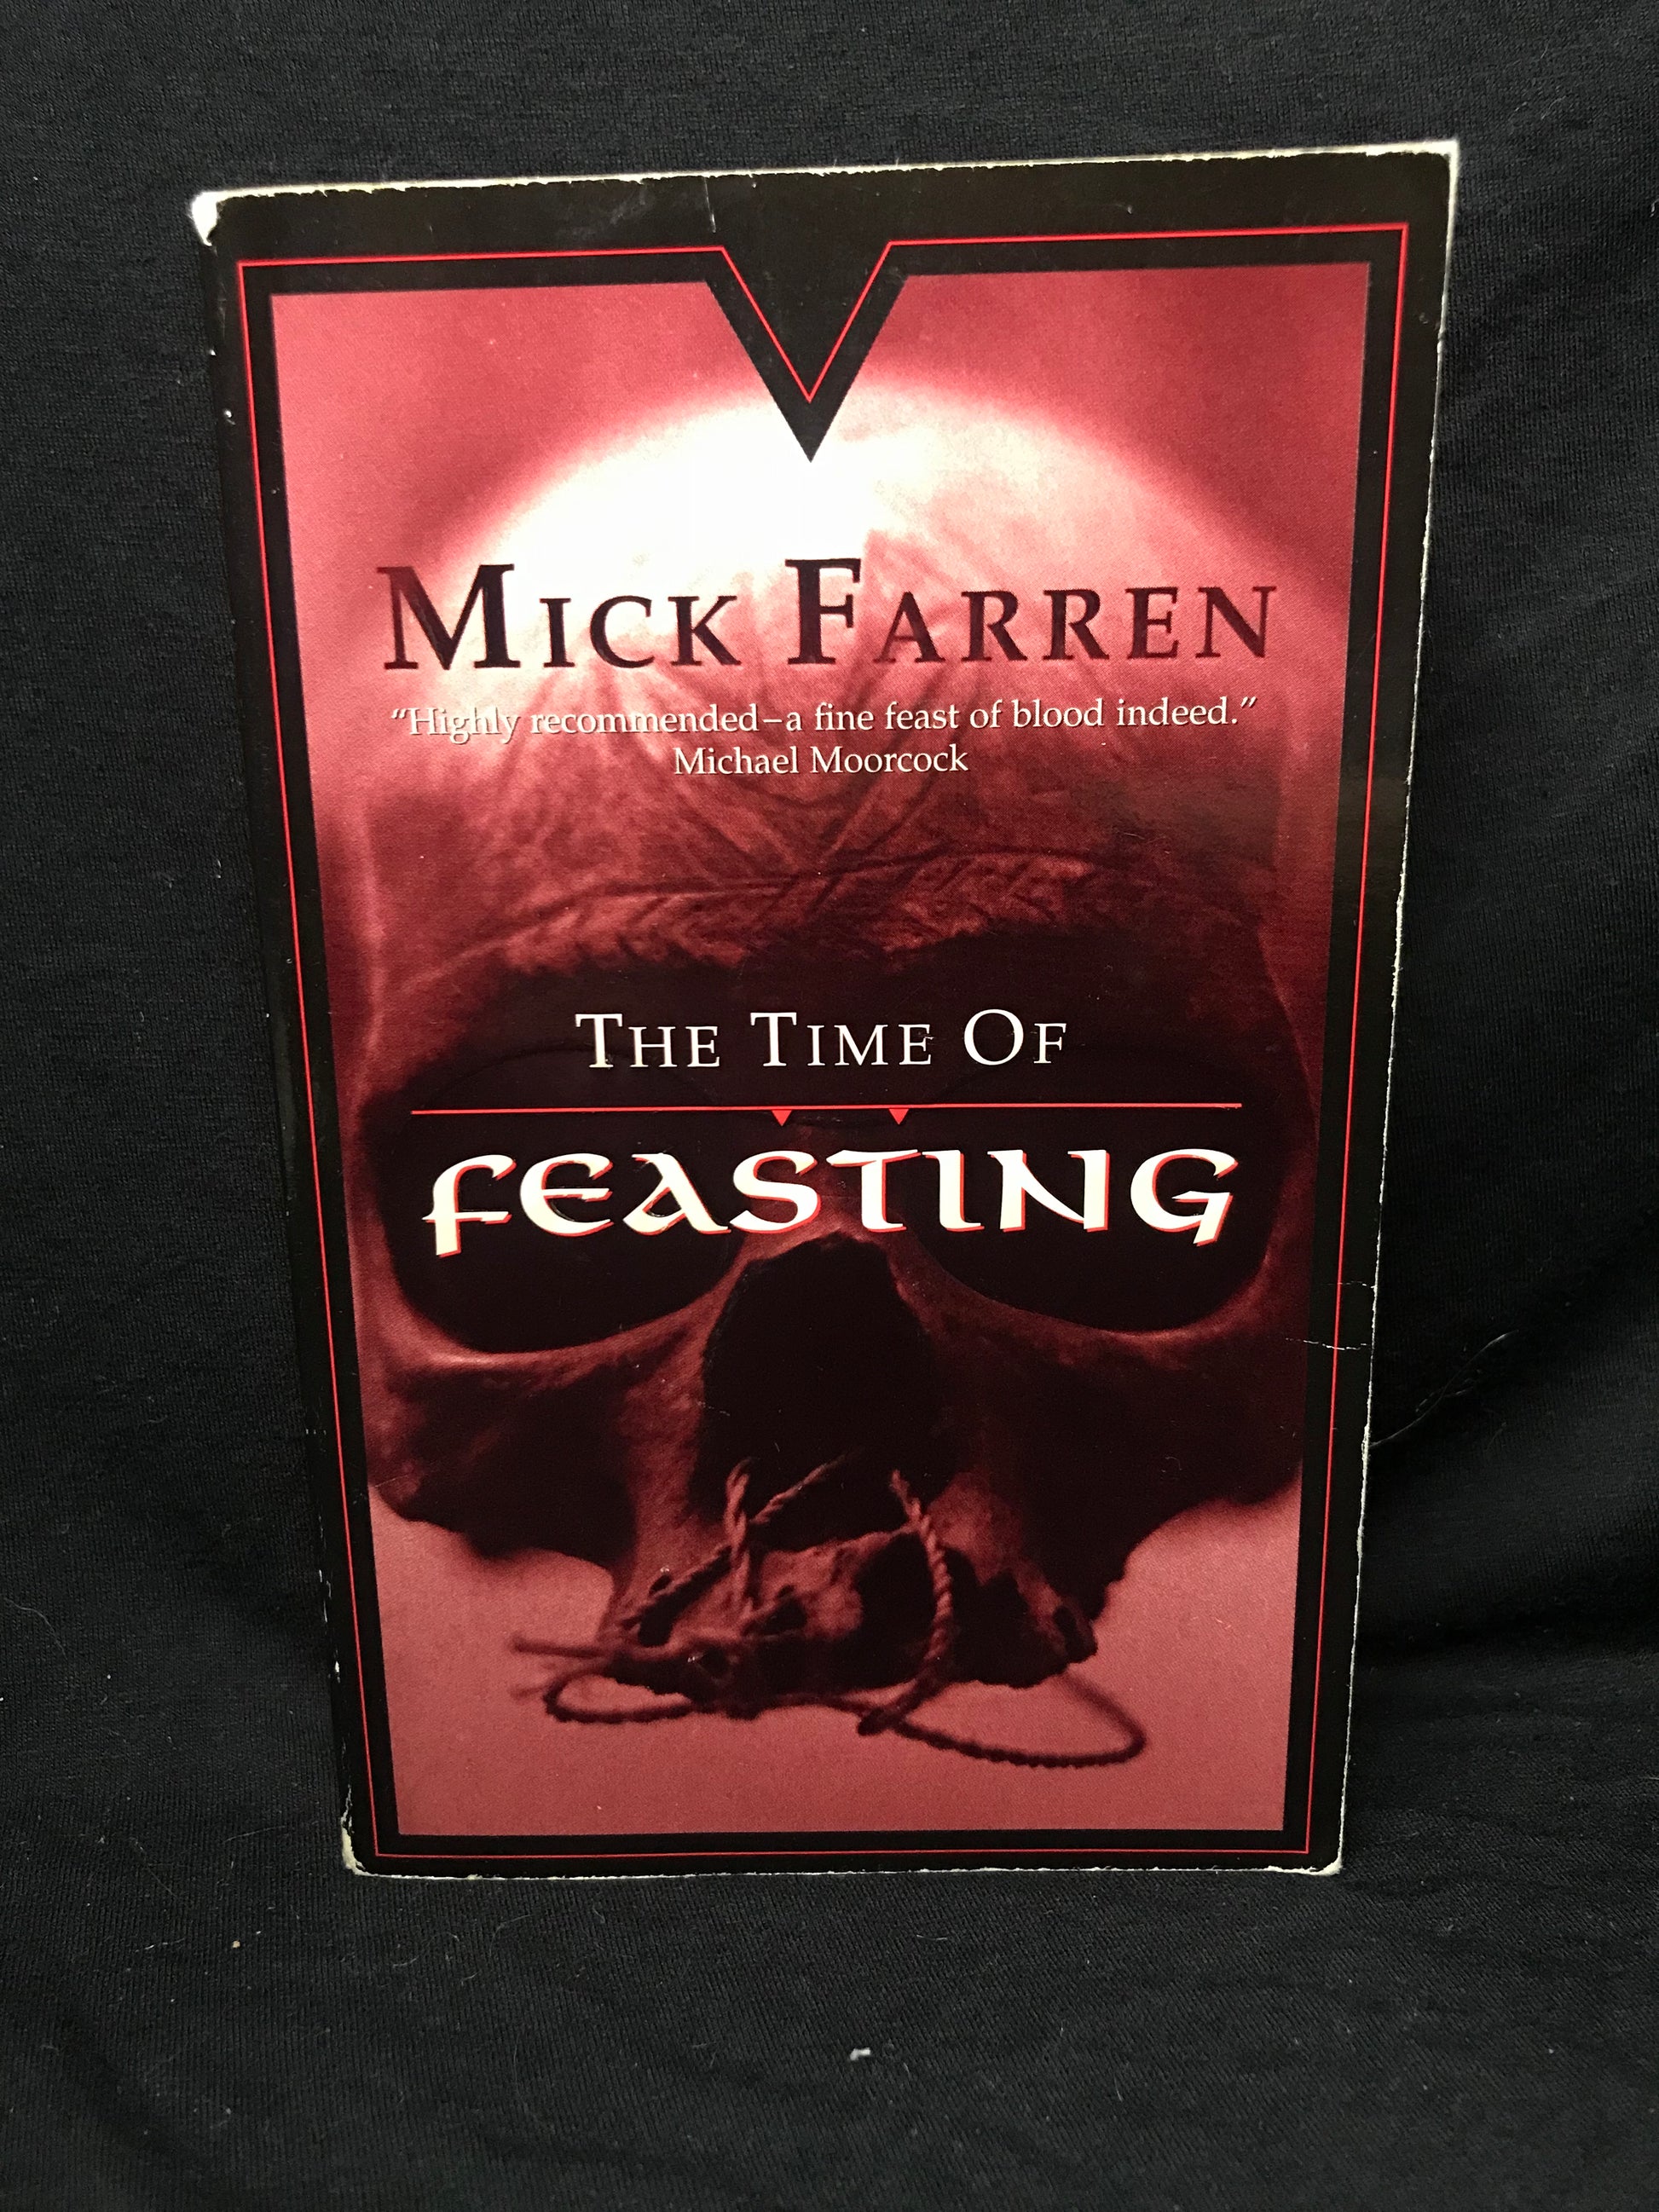 MICK FARREN
“Highly recommended–a fine feast of blood indeed.”
Michael Moorcock
THE TIME OF
FEASTING